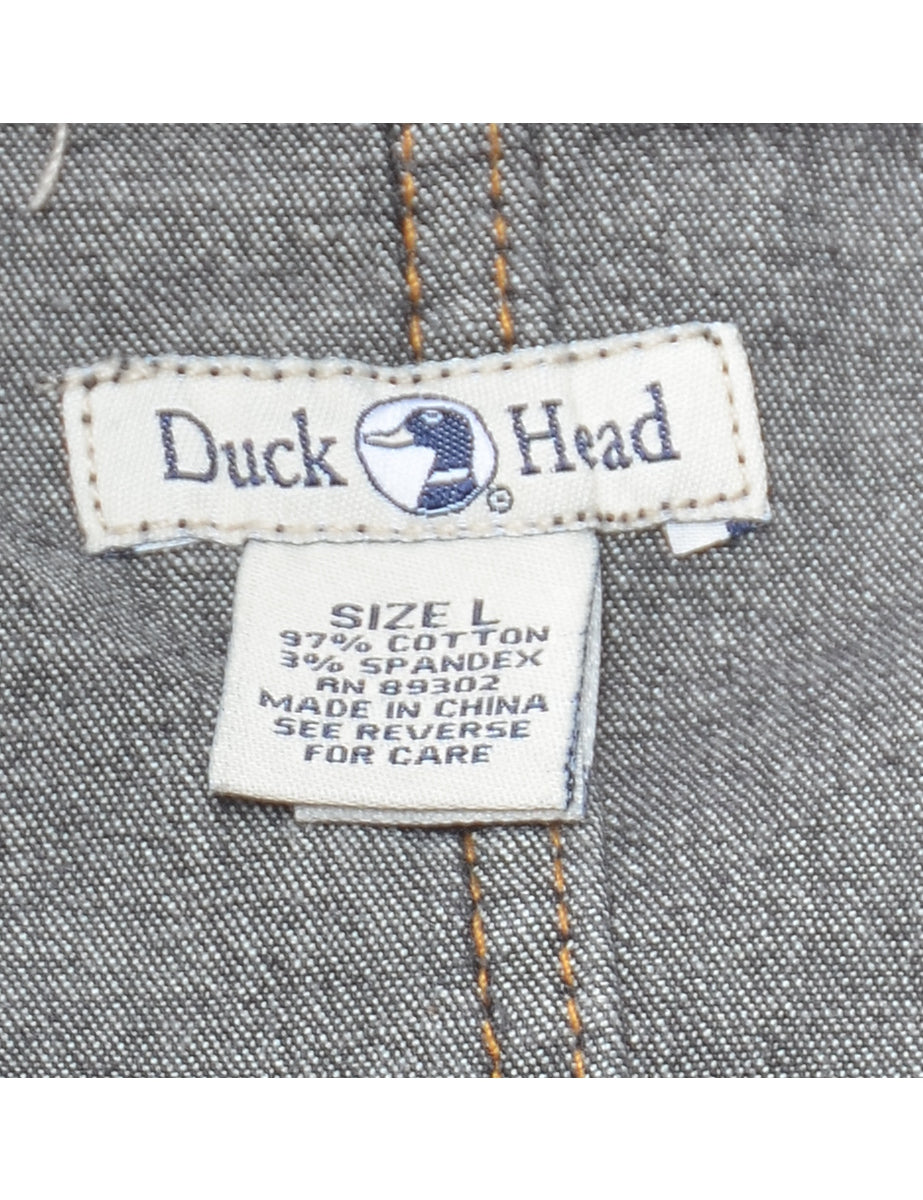 Duck Head ®
SIZE L
97% COTTON
3% SPANDEX
RN 89302
MADE IN CHINA
SEE REVERSE
FOR CARE